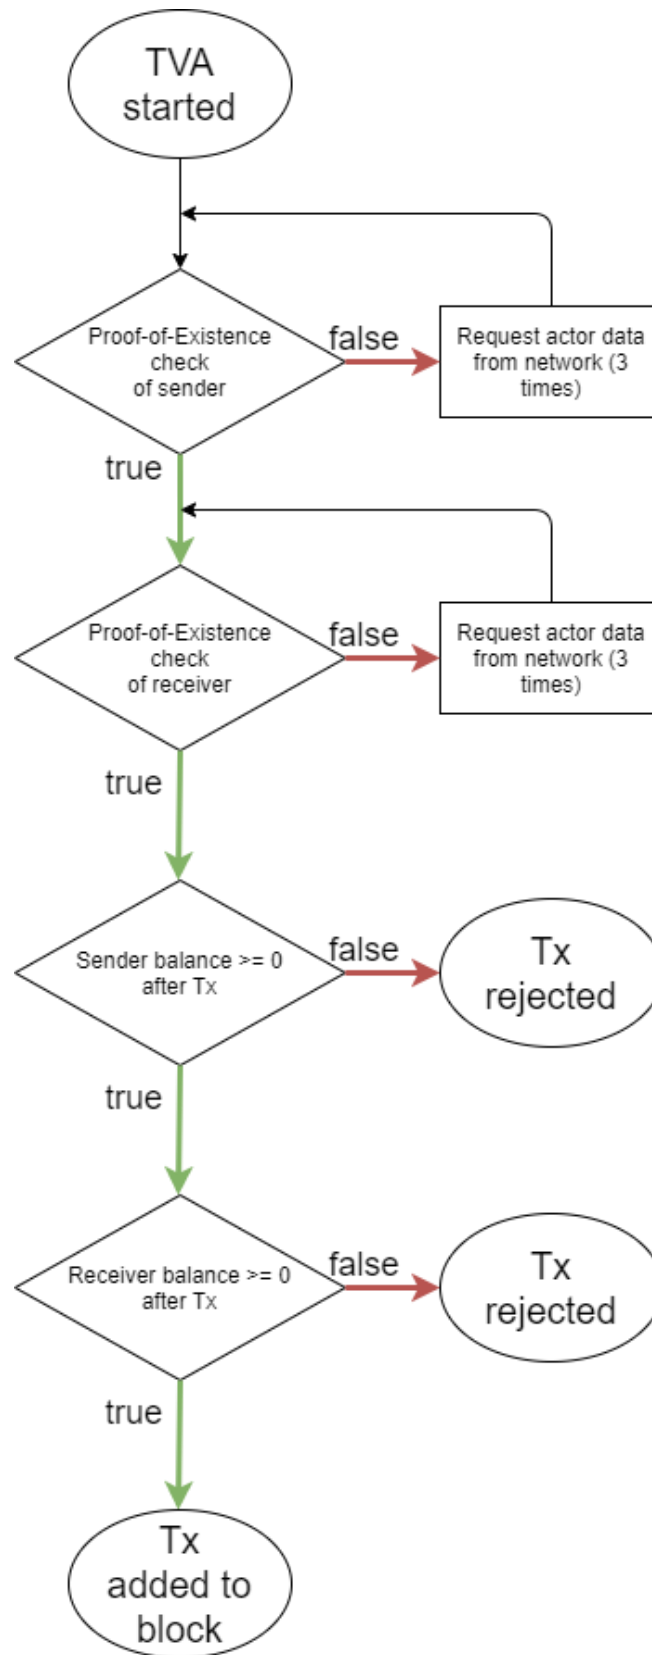 TVA
started
Proof-of-Existence
check
of sender
false
Request actor data
from network (3
times)
true
Proof-of-Existence
check
of receiver
false
Request actor data
from network (3
times)
true
Sender balance >= 0
after Tx
false
Tx
rejected
true
Receiver balance >= 0
after Tx
false
Tx
rejected
true
Tx
added to
block